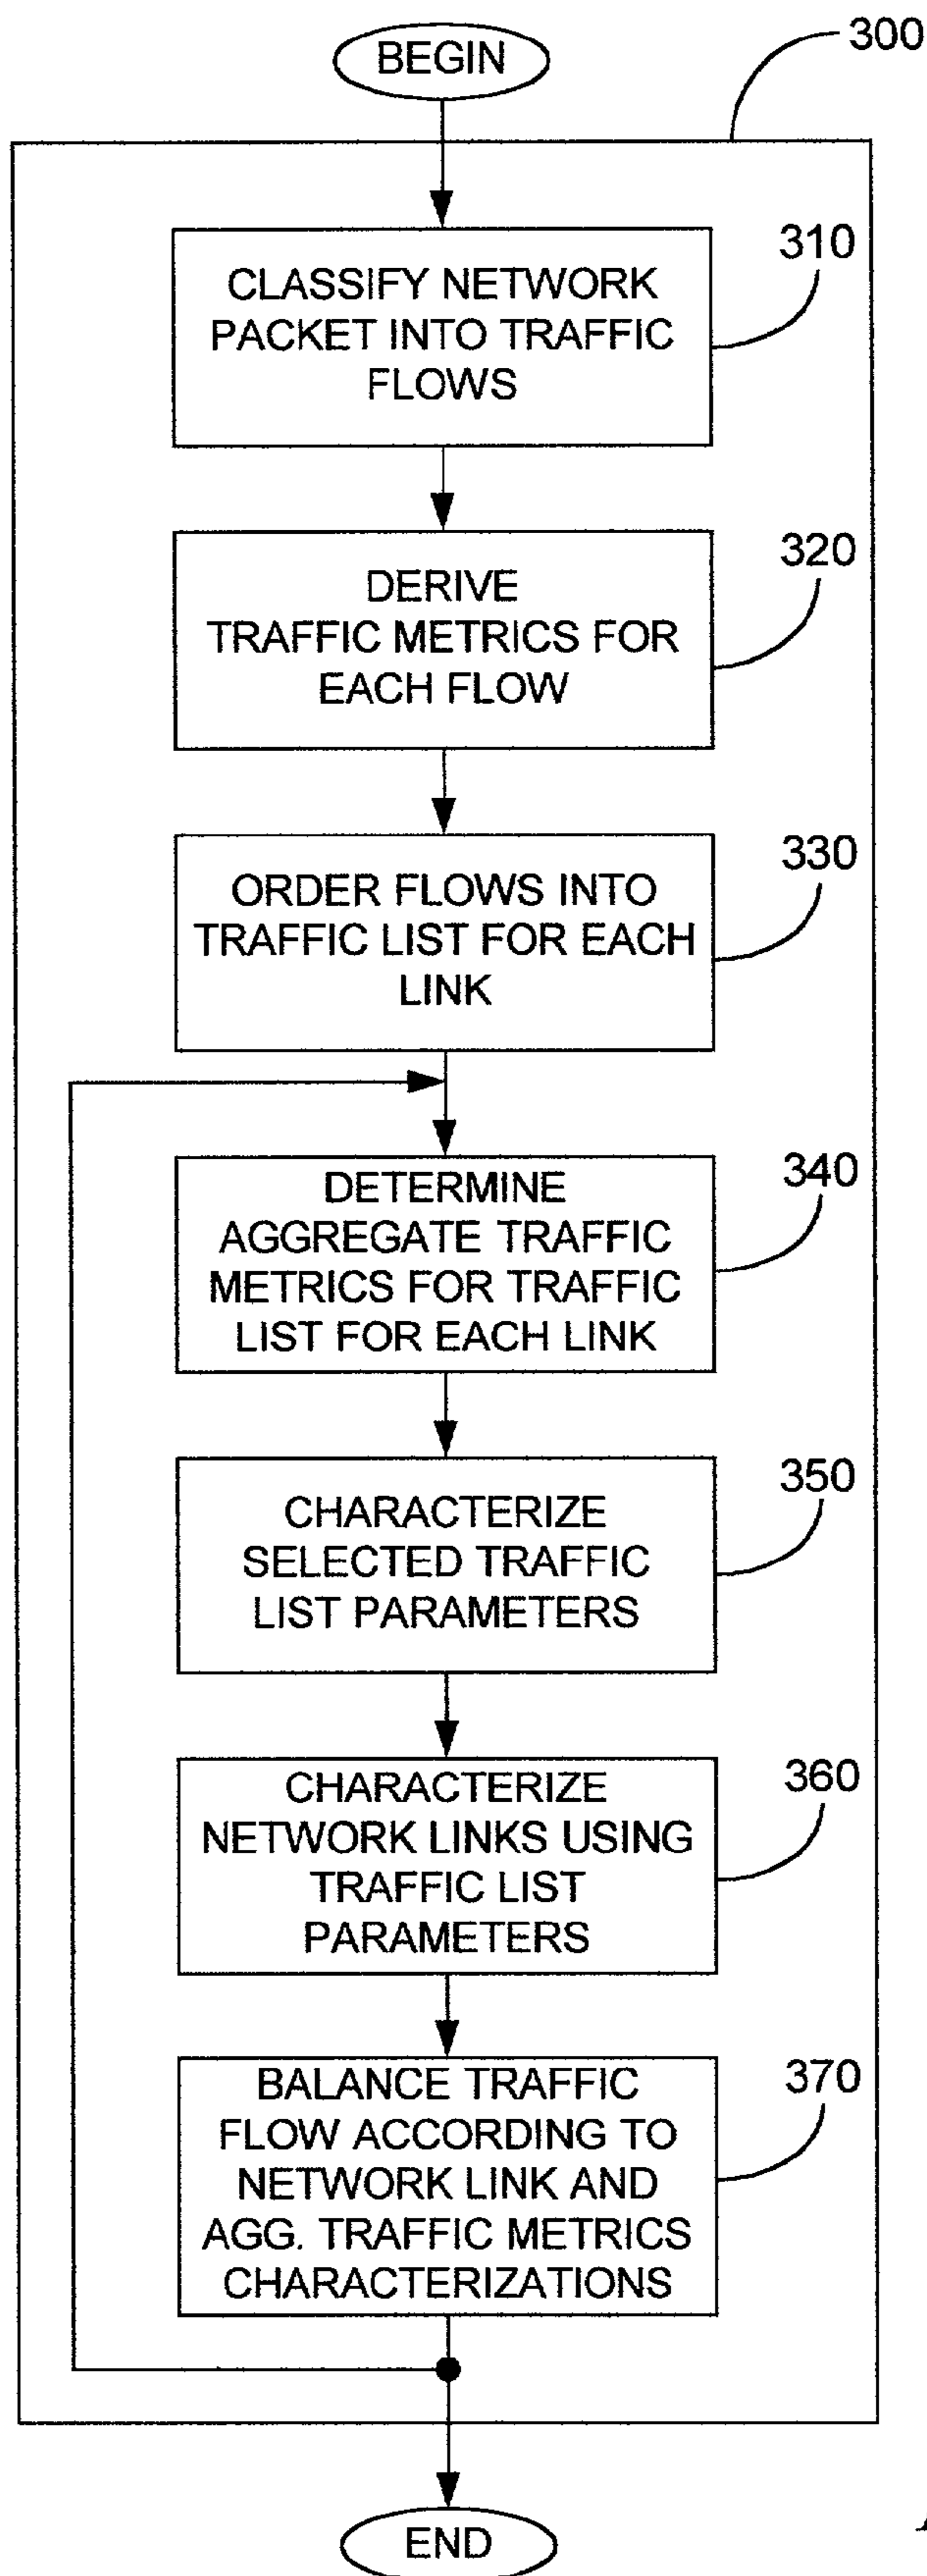 BEGIN
300
310
CLASSIFY NETWORK
PACKET INTO TRAFFIC
FLOWS
320
DERIVE
TRAFFIC METRICS FOR
EACH FLOW
330
ORDER FLOWS INTO
TRAFFIC LIST FOR EACH
LINK
340
DETERMINE
AGGREGATE TRAFFIC
METRICS FOR TRAFFIC
LIST FOR EACH LINK
350
CHARACTERIZE
SELECTED TRAFFIC
LIST PARAMETERS
360
CHARACTERIZE
NETWORK LINKS USING
TRAFFIC LIST
PARAMETERS
370
BALANCE TRAFFIC
FLOW ACCORDING TO
NETWORK LINK AND
AGG. TRAFFIC METRICS
CHARACTERIZATIONS
END